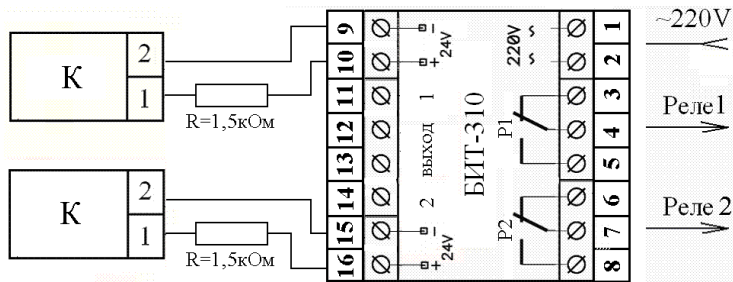 К
2
1
R=1,5кОм
К
2
1
R=1,5кОм
9
10
11
12
13
14
15
16
–
+
24V
1
выход
2
–
+
24V
БИТ-310
220V
~
~
P1
P2
1
2
3
4
5
6
7
8
~220V
Реле1
Реле 2